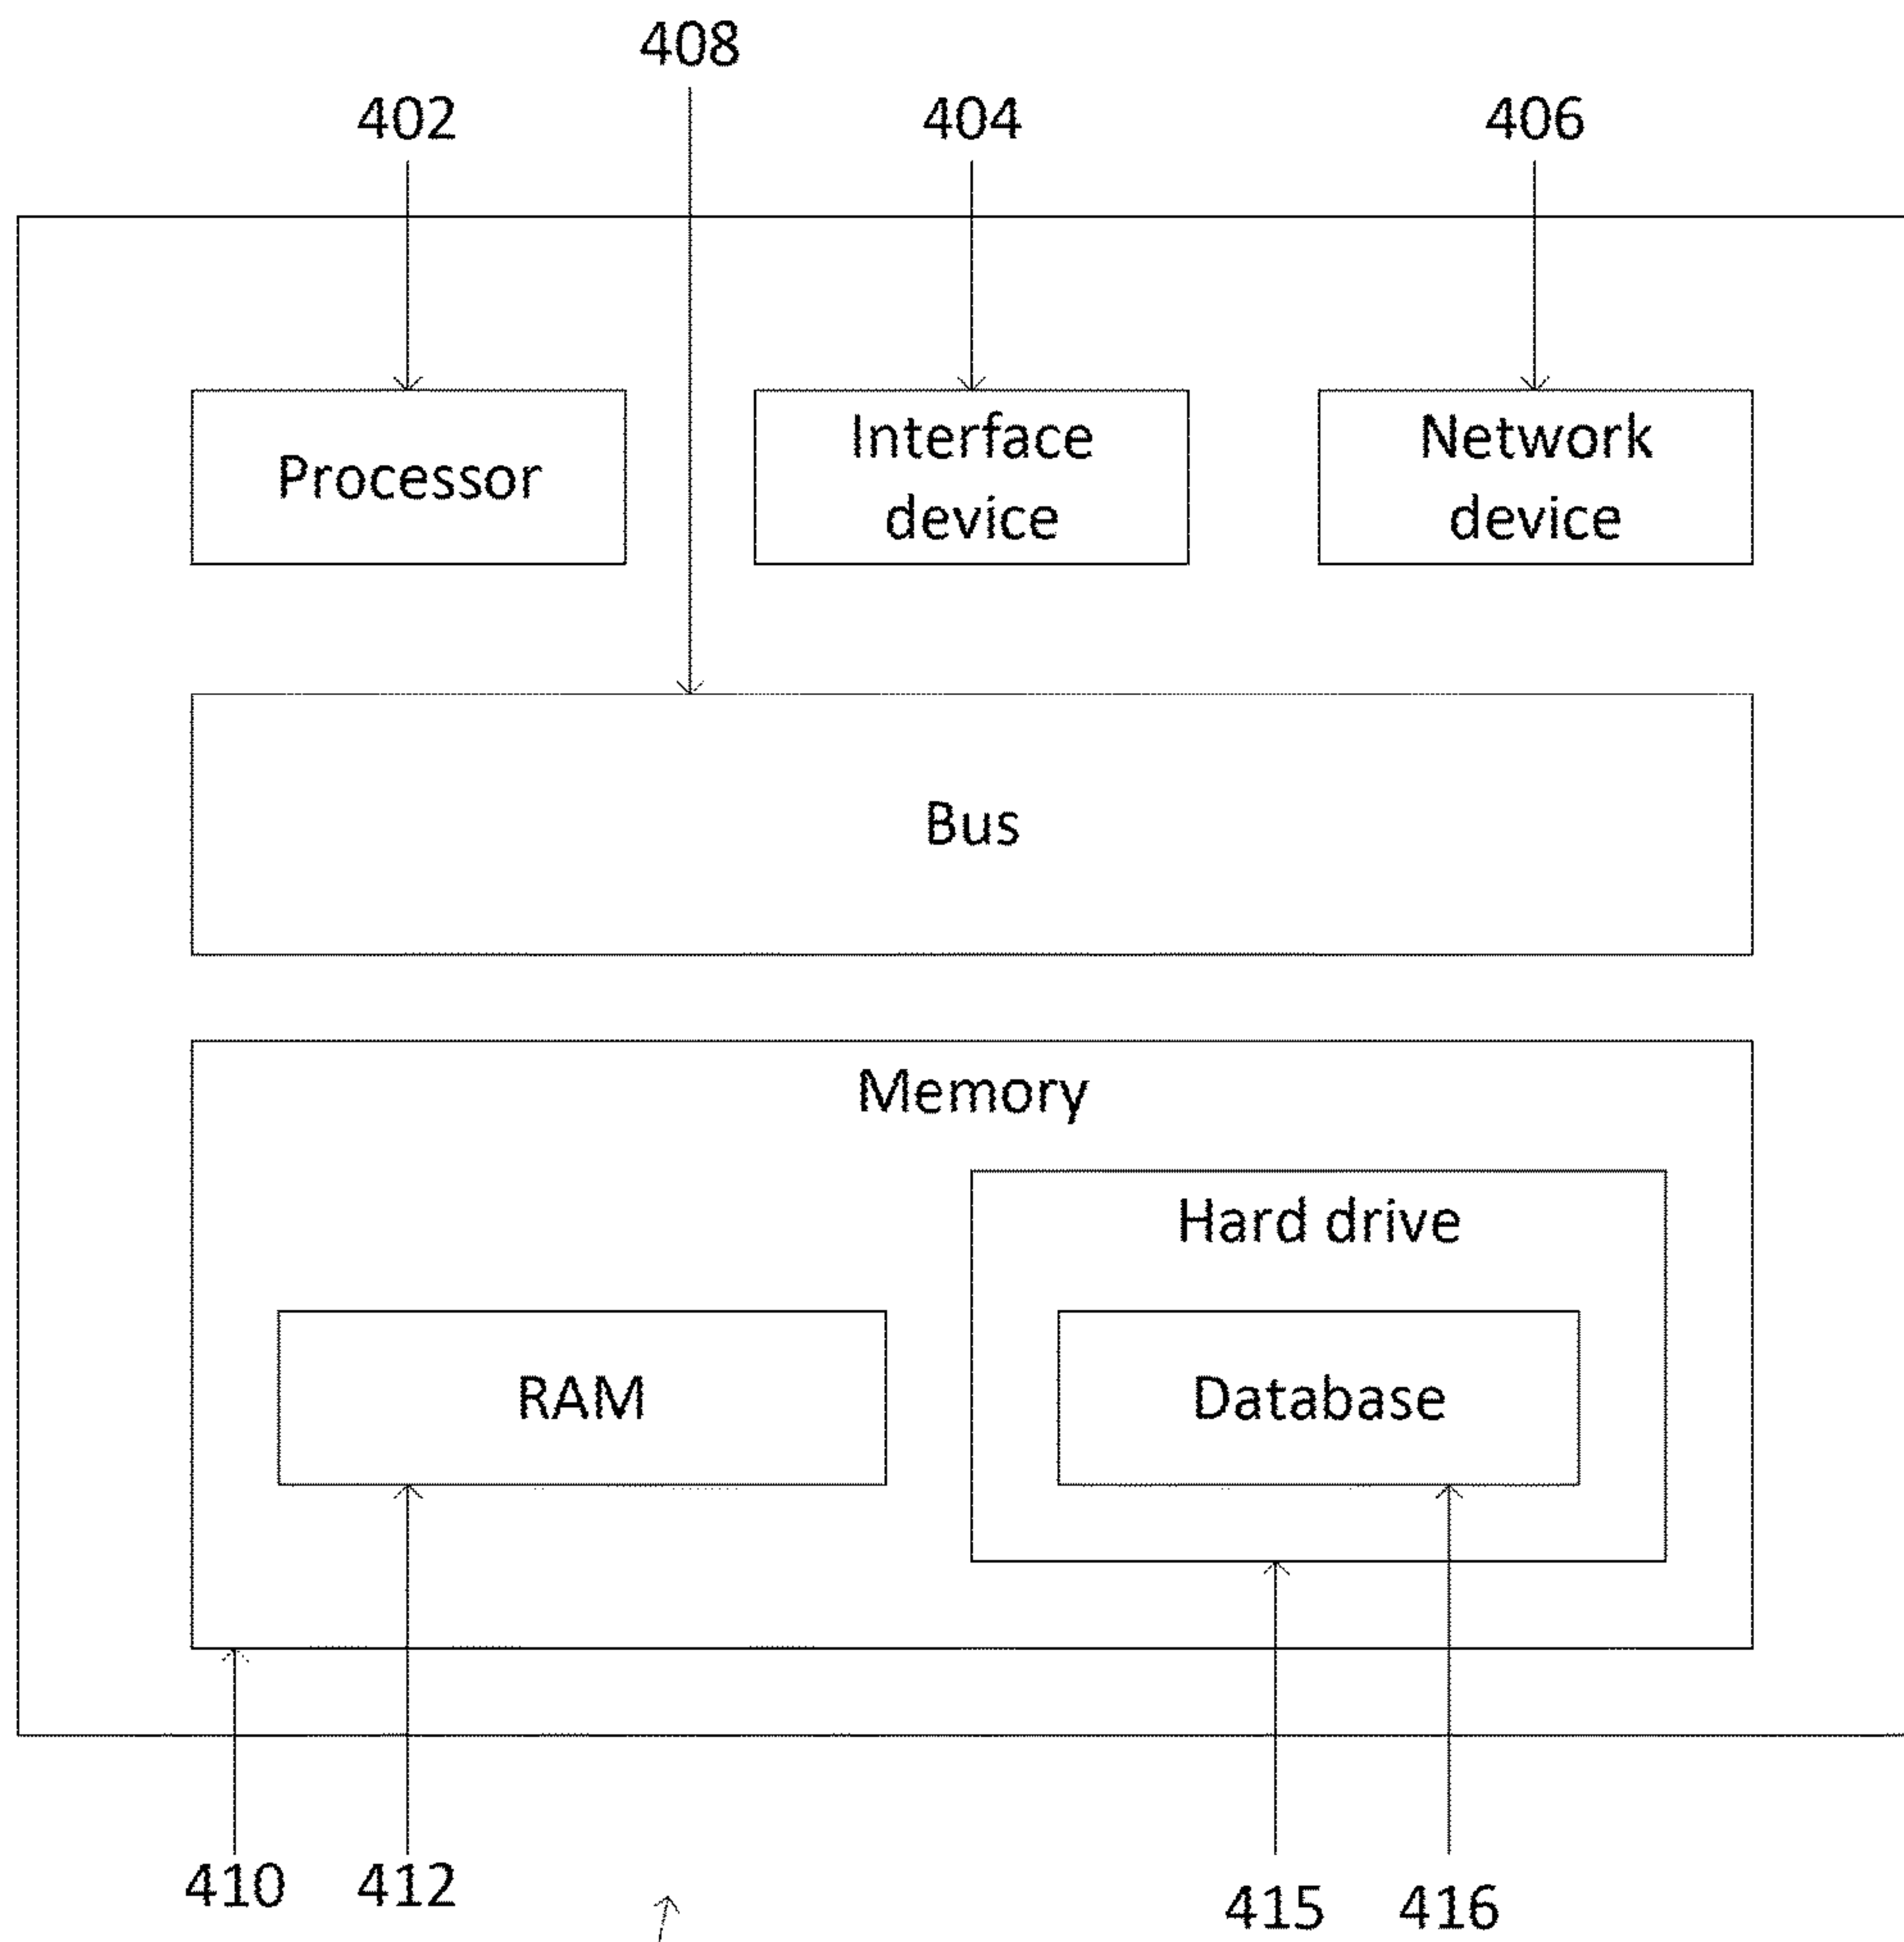 408
402
404
406
Processor
Interface
device
Network
device
Bus
Memory
Hard drive
RAM
Database
410
412
415
416